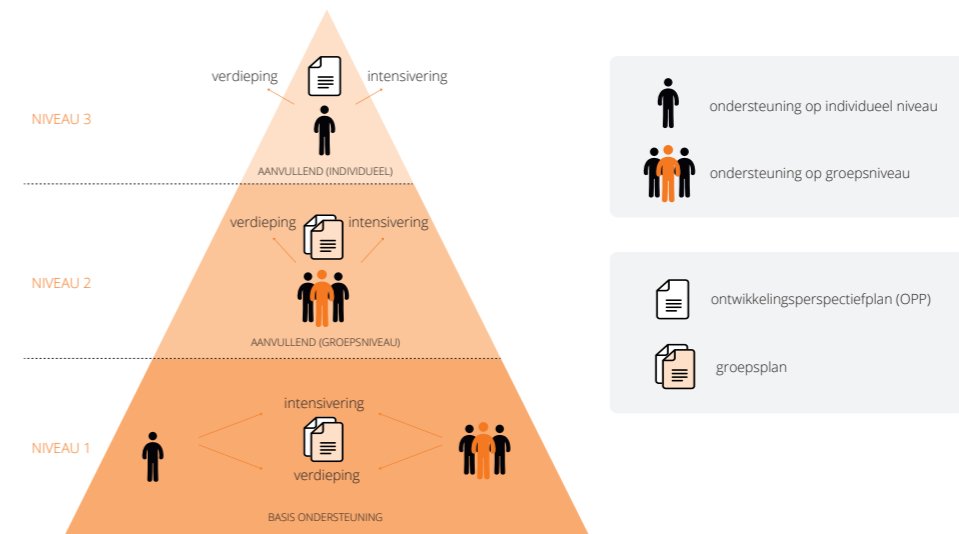 verdieping
intensivering
NIVEAU 3
AANVULLEND (INDIVIDUEEL)
verdieping
intensivering
NIVEAU 2
AANVULLEND (GROEPSNIVEAU)
intensivering
NIVEAU 1
verdieping
BASIS ONDERSTEUNING
ondersteuning op individueel niveau
ondersteuning op groepsniveau
ontwikkelingsperspectiefplan (OPP)
groepsplan